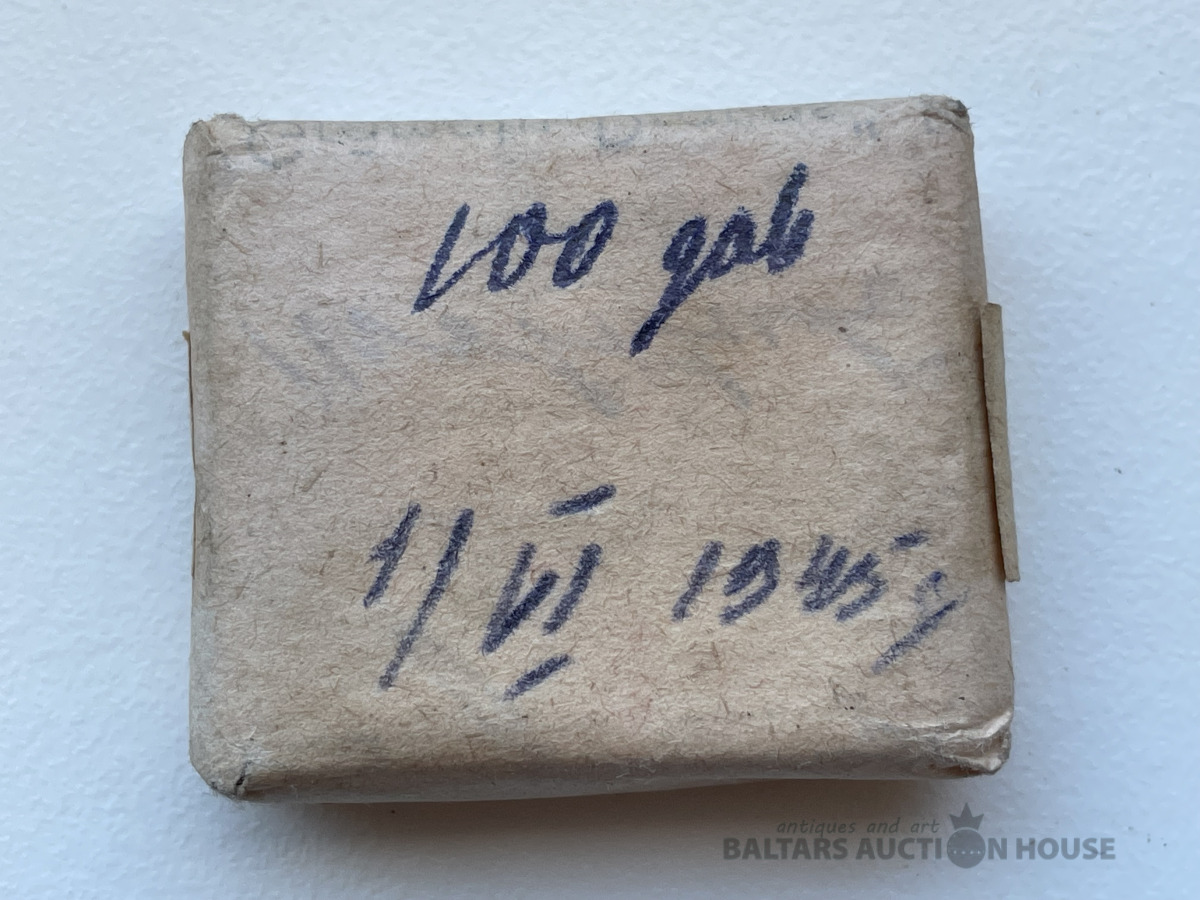 100 gab
1/VI 1945 g
antiques and art
BALTARS AUCTION HOUSE